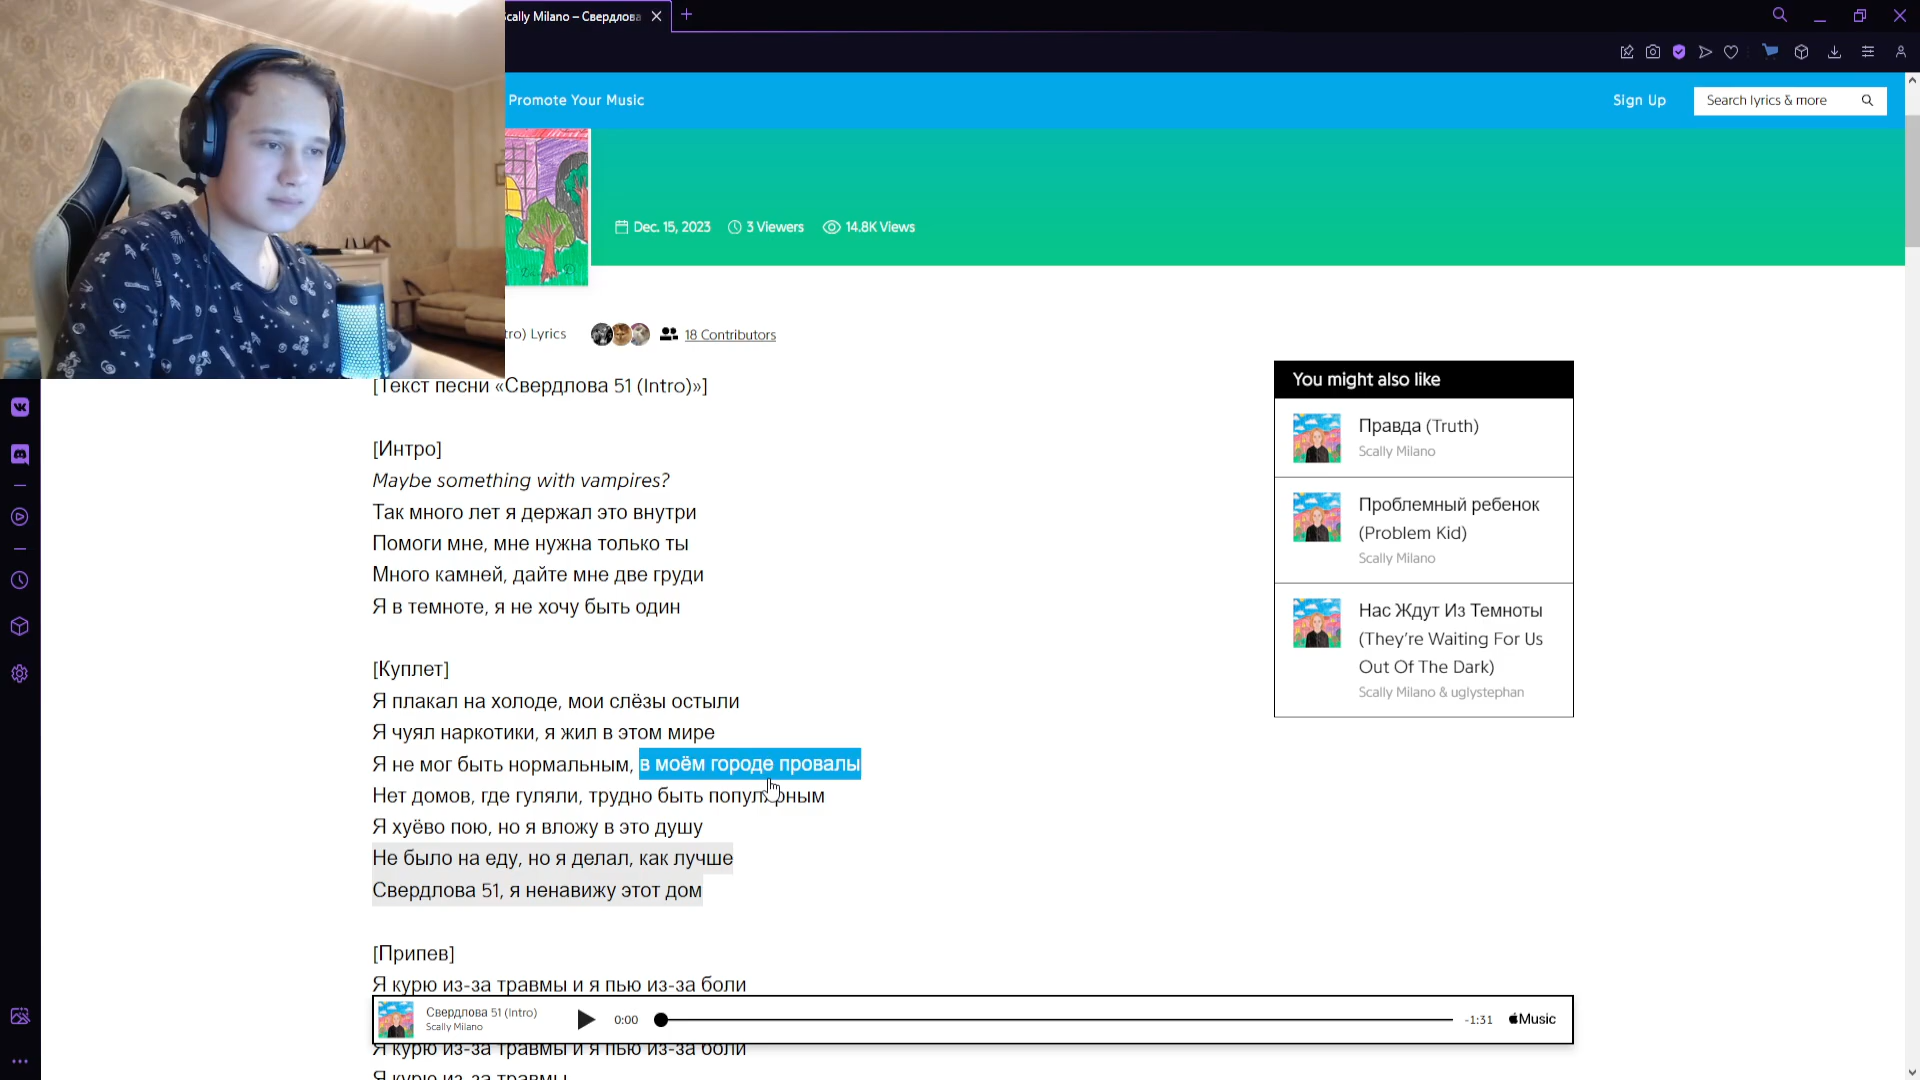 Scally Milano – Свердлова
Promote Your Music
Sign Up
Search lyrics & more
Dec. 15, 2023
3 Viewers
14.8K Views
tro) Lyrics
18 Contributors
[Текст песни «Свердлова 51 (Intro)»]
[Интро]
Maybe something with vampires?
Так много лет я держал это внутри
Помоги мне, мне нужна только ты
Много камней, дайте мне две груди
Я в темноте, я не хочу быть один
[Куплет]
Я плакал на холоде, мои слёзы остыли
Я чуял наркотики, я жил в этом мире
Я не мог быть нормальным, в моём городе провалы
Нет домов, где гуляли, трудно быть популярным
Я хуёво пою, но я вложу в это душу
Не было на еду, но я делал, как лучше
Свердлова 51, я ненавижу этот дом
[Припев]
Я курю из-за травмы и я пью из-за боли
Я курю из-за травмы и я пью из-за боли
Я курю из-за травмы
You might also like
Правда (Truth)
Scally Milano
Проблемный ребенок
(Problem Kid)
Scally Milano
Нас Ждут Из Темноты
(They're Waiting For Us
Out Of The Dark)
Scally Milano & uglystephan
Свердлова 51 (Intro)
Scally Milano
0:00
-1:31
Music